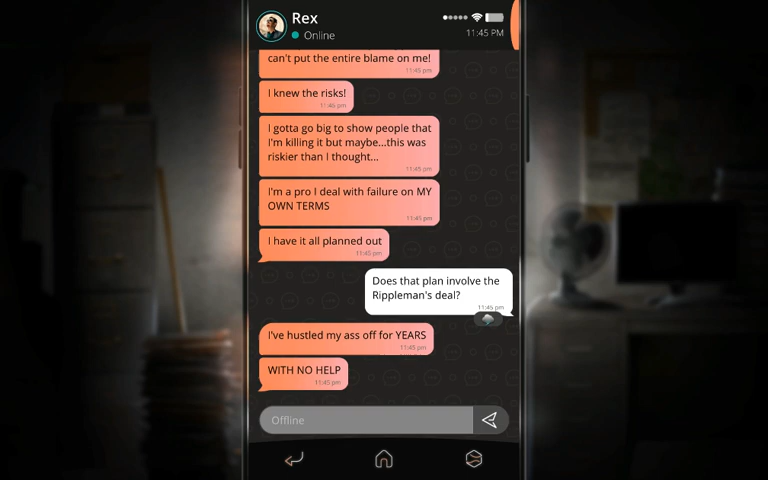 Rex
Online
11:45 PM
can't put the entire blame on me!
11:45 pm
I knew the risks!
11:45 pm
I gotta go big to show people that
I'm killing it but maybe...this was
riskier than I thought...
11:45 pm
I'm a pro I deal with failure on MY
OWN TERMS
11:45 pm
I have it all planned out
11:45 pm
Does that plan involve the
Rippleman's deal?
11:45 pm
I've hustled my ass off for YEARS
11:45 pm
WITH NO HELP
11:45 pm
Offline